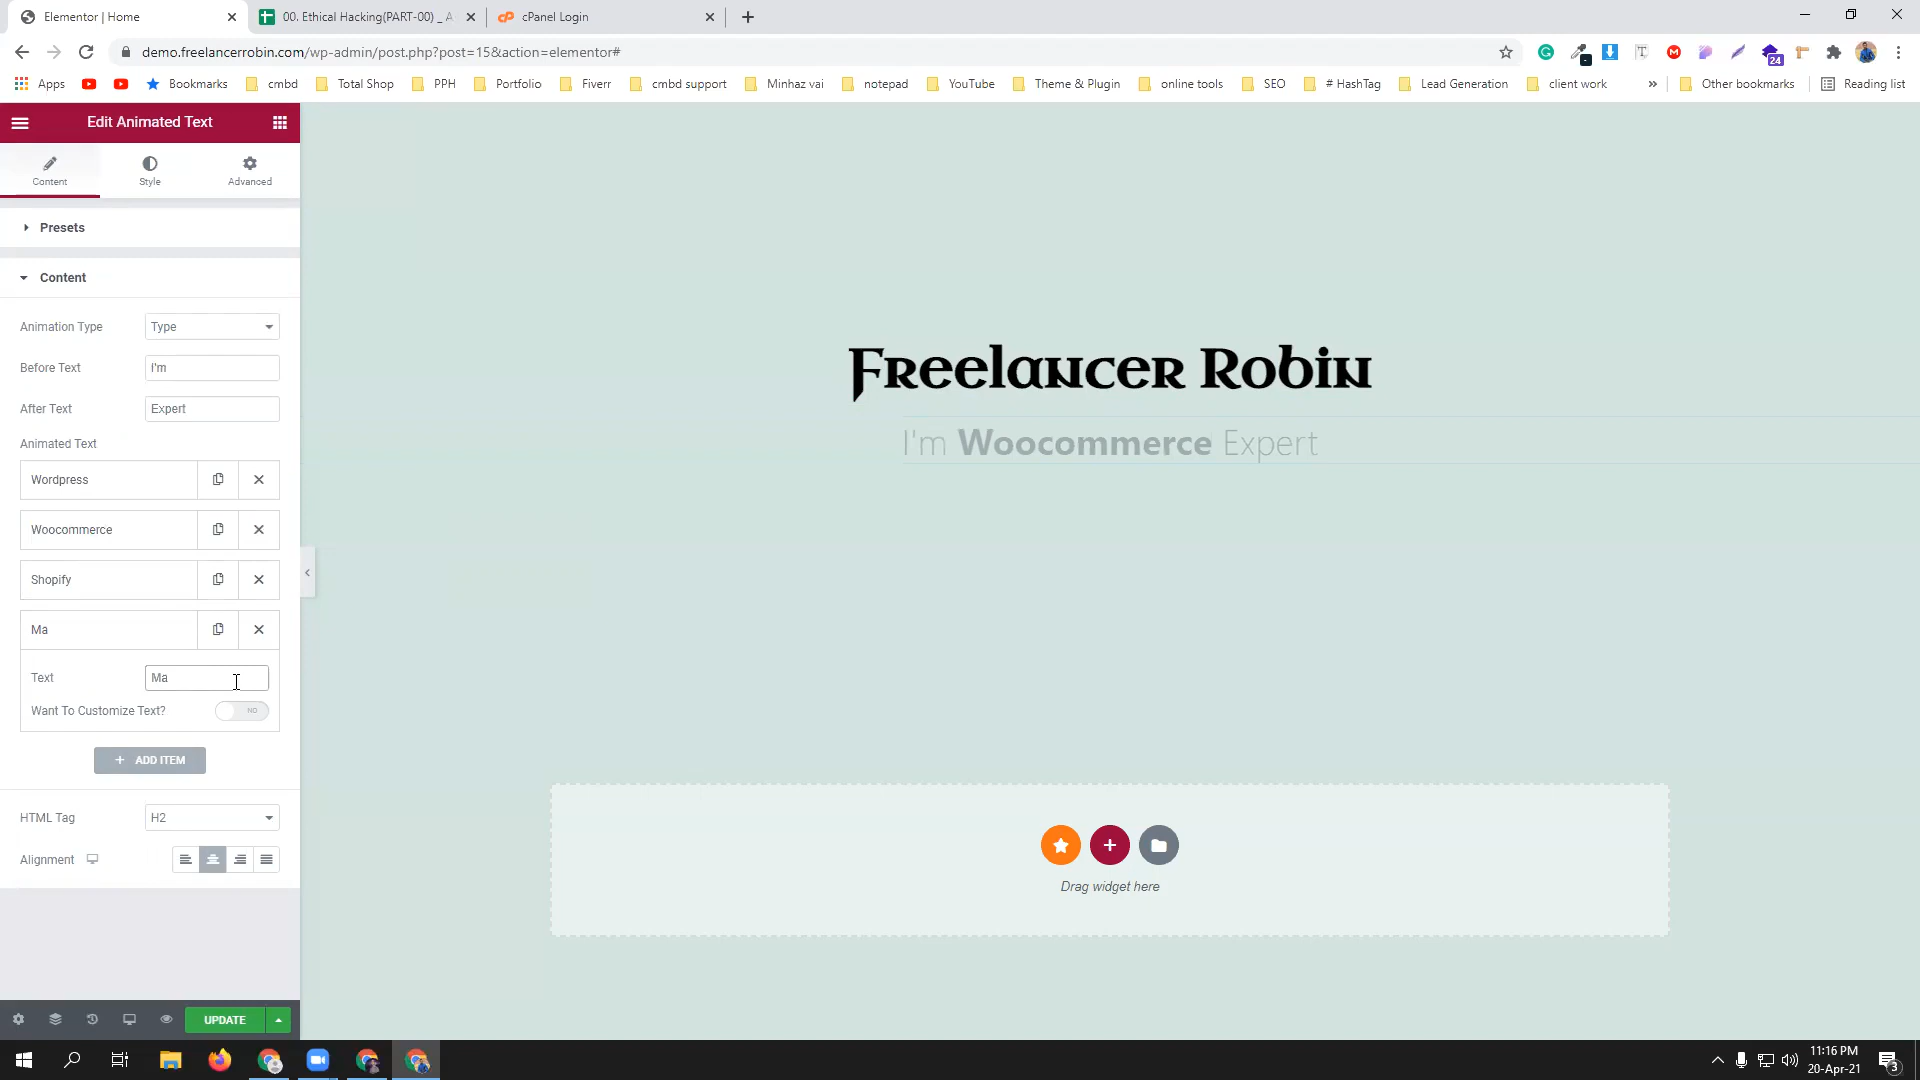 Elementor | Home
00. Ethical Hacking(PART-00) _ A
cPanel Login
demo.freelancerrobin.com/wp-admin/post.php?post=15&action=elementor#
24
Apps
Bookmarks
cmbd
Total Shop
PPH
Portfolio
Fiverr
cmbd support
Minhaz vai
notepad
YouTube
Theme & Plugin
online tools
SEO
# HashTag
Lead Generation
client work
»
Other bookmarks
Reading list
Edit Animated Text
Content
Style
Advanced
Presets
Content
Animation Type
Type
Before Text
I'm
After Text
Expert
Animated Text
Wordpress
Woocommerce
Shopify
Ma
Text
Ma
Want To Customize Text?
NO
+ ADD ITEM
HTML Tag
H2
Alignment
UPDATE
Freelancer Robin
I'm Woocommerce Expert
Drag widget here
11:16 PM
20-Apr-21
3